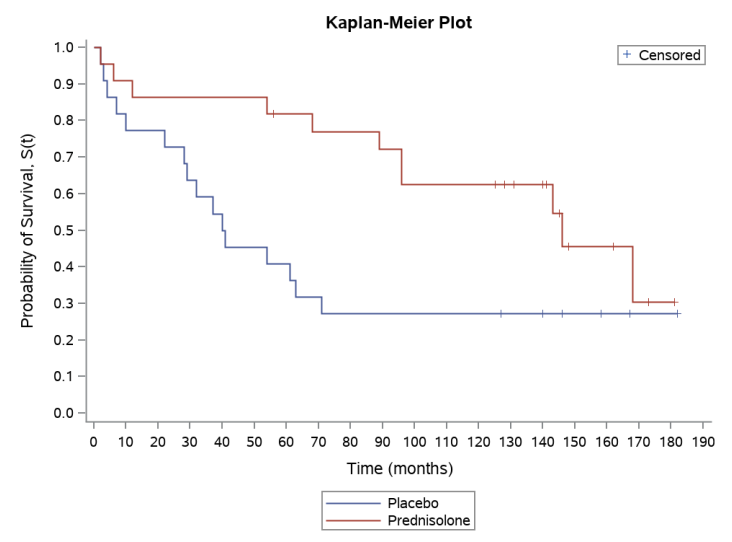 Kaplan-Meier Plot
+ Censored
Probability of Survival, S(t)
1.0
0.9
0.8
0.7
0.6
0.5
0.4
0.3
0.2
0.1
0.0
0 10 20 30 40 50 60 70 80 90 100 110 120 130 140 150 160 170 180 190
Time (months)
Placebo
Prednisolone